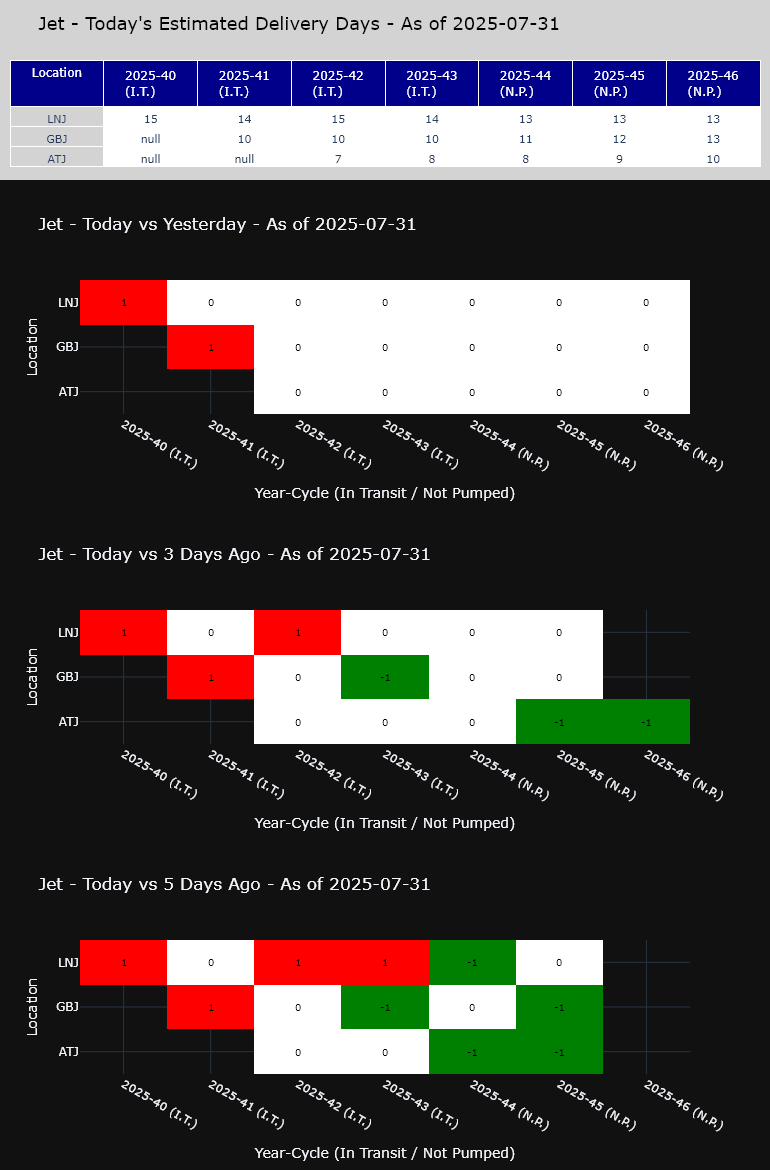 Jet - Today's Estimated Delivery Days - As of 2025-07-31
Location 2025-40 (I.T.) 2025-41 (I.T.) 2025-42 (I.T.) 2025-43 (I.T.) 2025-44 (N.P.) 2025-45 (N.P.) 2025-46 (N.P.)
LNJ 15 14 15 14 13 13 13
GBJ null 10 10 10 11 12 13
ATJ null null 7 8 8 9 10
Jet - Today vs Yesterday - As of 2025-07-31
LNJ 1 0 0 0 0 0 0
GBJ 1 0 0 0 0 0
ATJ 0 0 0 0 0
Location
2025-40 (I.T.) 2025-41 (I.T.) 2025-42 (I.T.) 2025-43 (I.T.) 2025-44 (N.P.) 2025-45 (N.P.) 2025-46 (N.P.)
Year-Cycle (In Transit / Not Pumped)
Jet - Today vs 3 Days Ago - As of 2025-07-31
LNJ 1 0 1 0 0 0
GBJ 1 0 -1 0 0
ATJ 0 0 0 -1 -1
Location
2025-40 (I.T.) 2025-41 (I.T.) 2025-42 (I.T.) 2025-43 (I.T.) 2025-44 (N.P.) 2025-45 (N.P.) 2025-46 (N.P.)
Year-Cycle (In Transit / Not Pumped)
Jet - Today vs 5 Days Ago - As of 2025-07-31
LNJ 1 0 1 1 -1 0
GBJ 1 0 -1 0 -1
ATJ 0 0 -1 -1
Location
2025-40 (I.T.) 2025-41 (I.T.) 2025-42 (I.T.) 2025-43 (I.T.) 2025-44 (N.P.) 2025-45 (N.P.) 2025-46 (N.P.)
Year-Cycle (In Transit / Not Pumped)